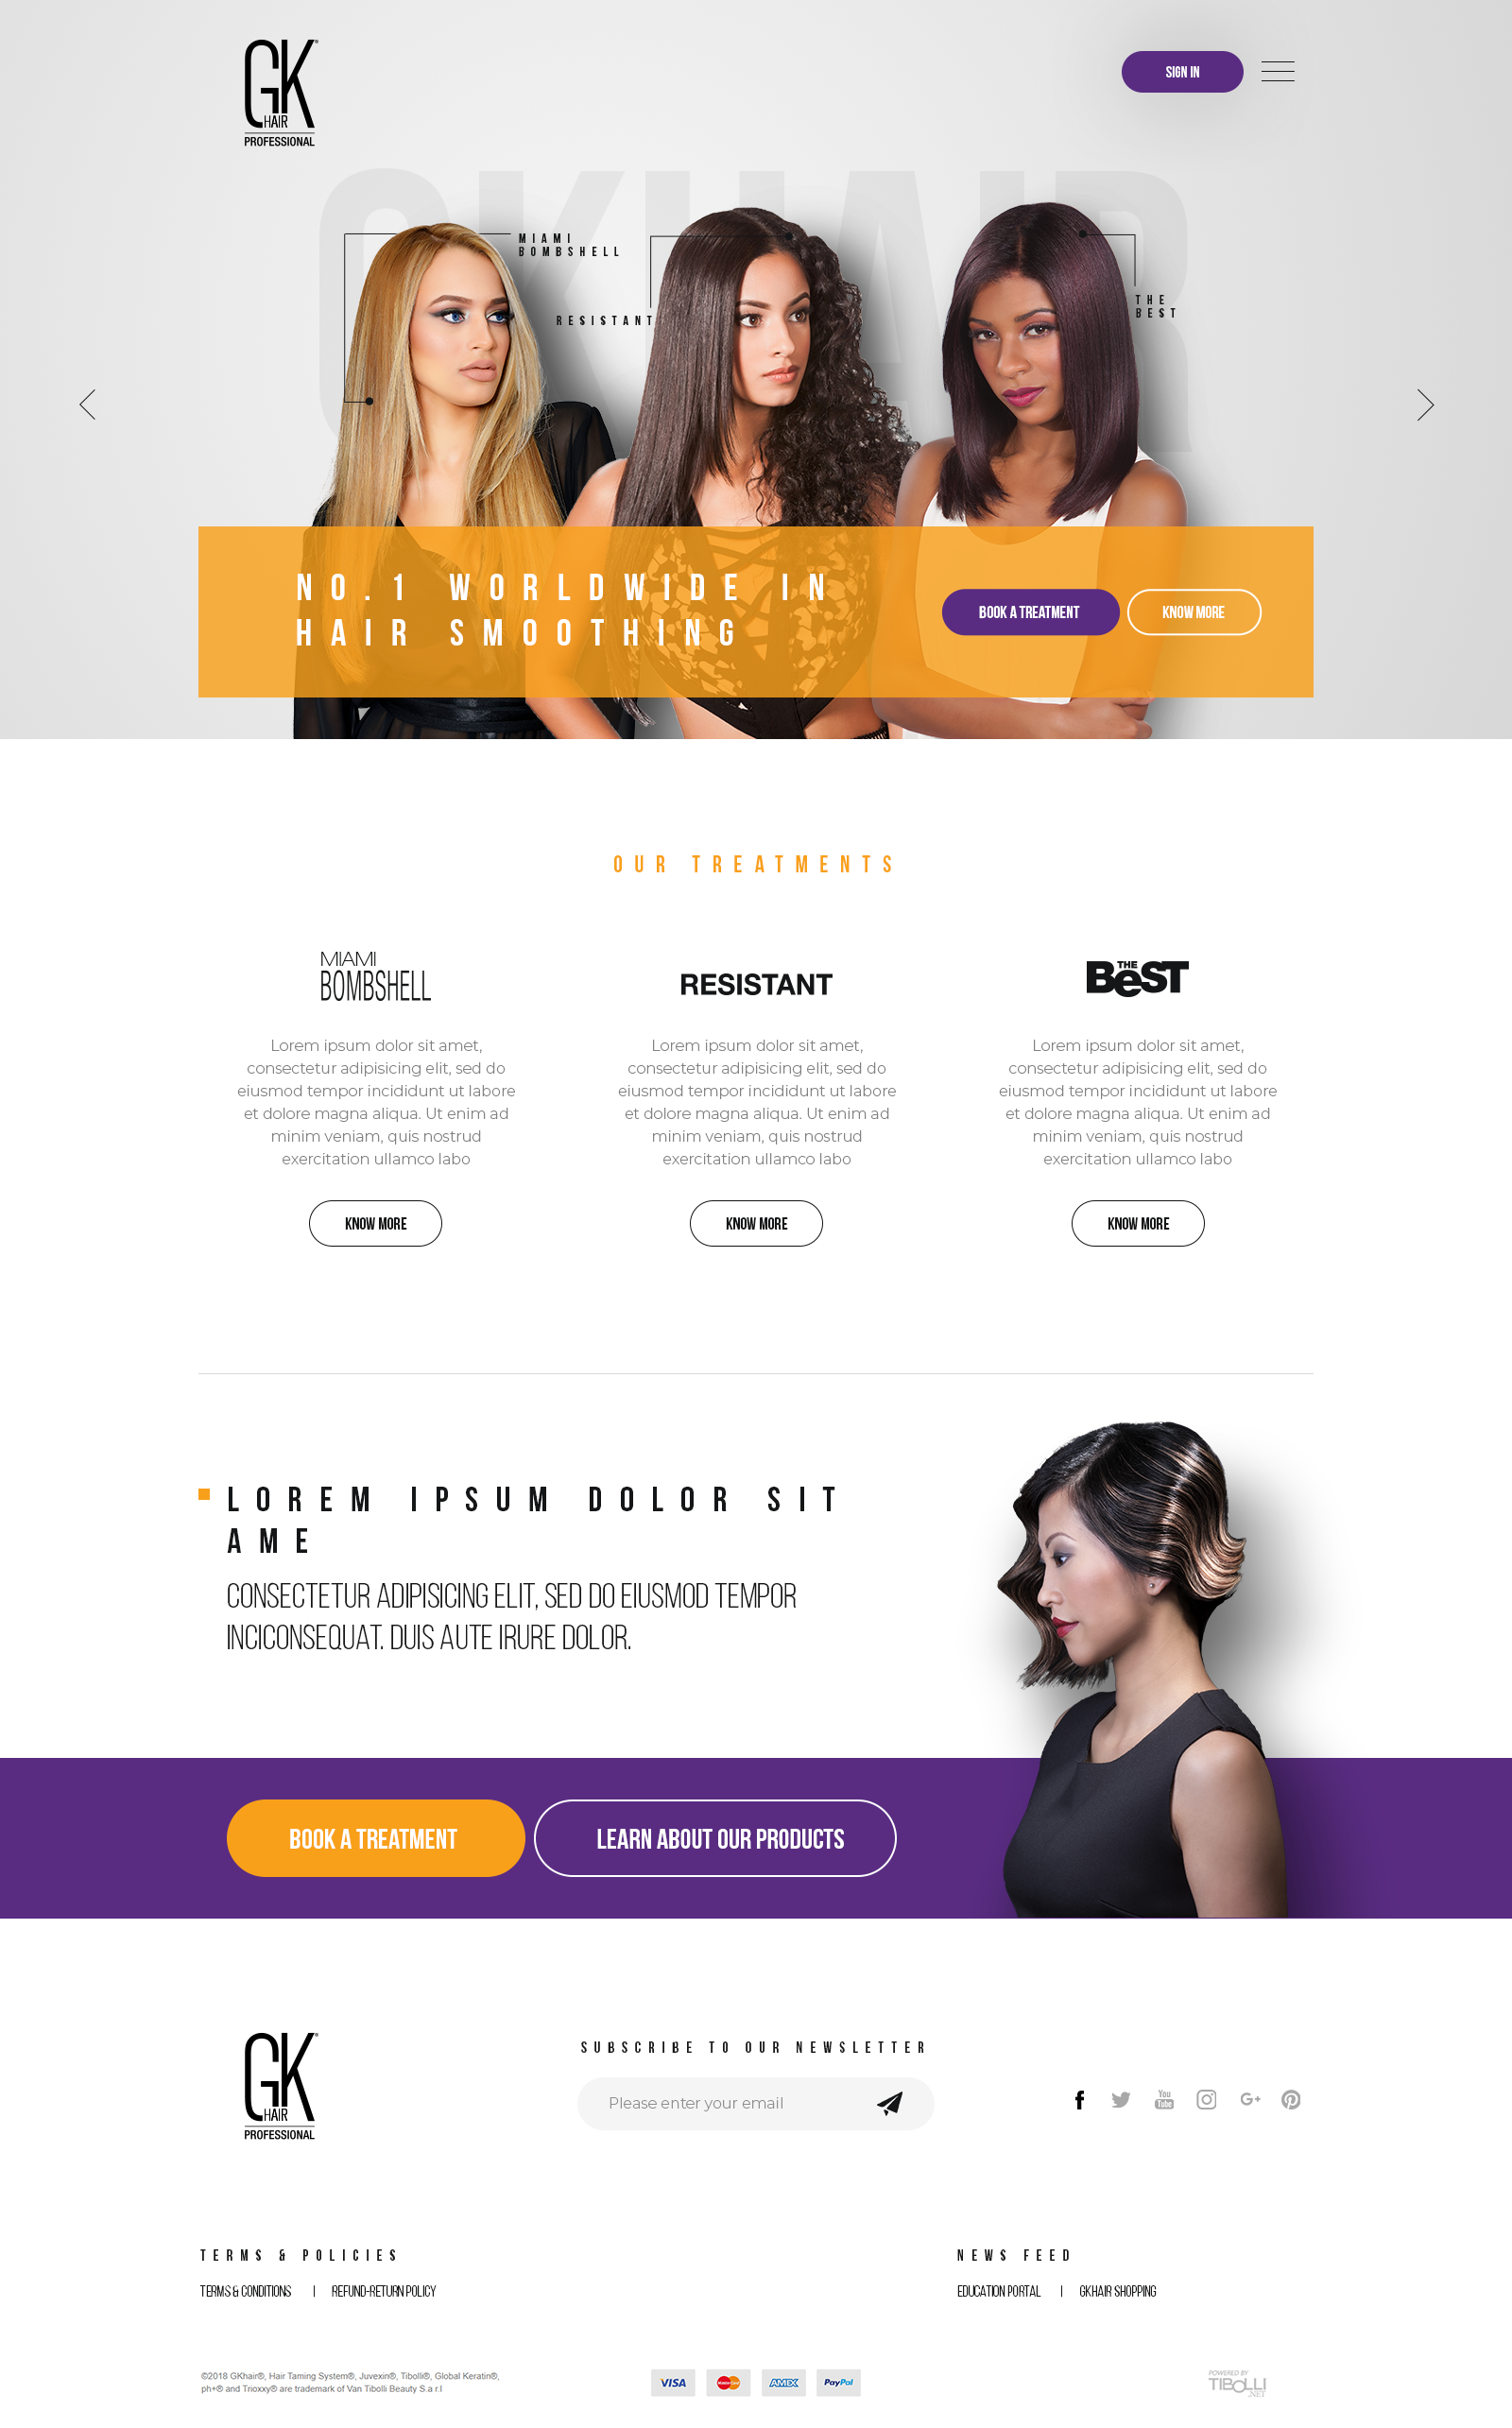 GK®
HAIR
PROFESSIONAL
SIGN IN
GKHAIR
MIAMI
BOMBSHELL
RESISTANT
THE
BEST
NO.1 WORLDWIDE IN
HAIR SMOOTHING
BOOK A TREATMENT
KNOW MORE
OUR TREATMENTS
MIAMI
BOMBSHELL
Lorem ipsum dolor sit amet,
consectetur adipisicing elit, sed do
eiusmod tempor incididunt ut labore
et dolore magna aliqua. Ut enim ad
minim veniam, quis nostrud
exercitation ullamco labo
KNOW MORE
RESISTANT
Lorem ipsum dolor sit amet,
consectetur adipisicing elit, sed do
eiusmod tempor incididunt ut labore
et dolore magna aliqua. Ut enim ad
minim veniam, quis nostrud
exercitation ullamco labo
KNOW MORE
THE
BeST
Lorem ipsum dolor sit amet,
consectetur adipisicing elit, sed do
eiusmod tempor incididunt ut labore
et dolore magna aliqua. Ut enim ad
minim veniam, quis nostrud
exercitation ullamco labo
KNOW MORE
LOREM IPSUM DOLOR SIT
AME
CONSECTETUR ADIPISICING ELIT, SED DO EIUSMOD TEMPOR
INCICONSEQUAT. DUIS AUTE IRURE DOLOR.
BOOK A TREATMENT
LEARN ABOUT OUR PRODUCTS
GK®
HAIR
PROFESSIONAL
SUBSCRIBE TO OUR NEWSLETTER
Please enter your email
You
Tube
TERMS & POLICIES
TERMS & CONDITIONS | REFUND-RETURN POLICY
NEWS FEED
EDUCATION PORTAL | GKHAIR SHOPPING
©2018 GKhair®, Hair Taming System®, Juvexin®, Tibolli®, Global Keratin®,
ph+® and Trioxxy® are trademark of Van Tibolli Beauty S.a r.l
VISA
MasterCard
AMEX
PayPal
POWERED BY
TIBOLLI
.NET